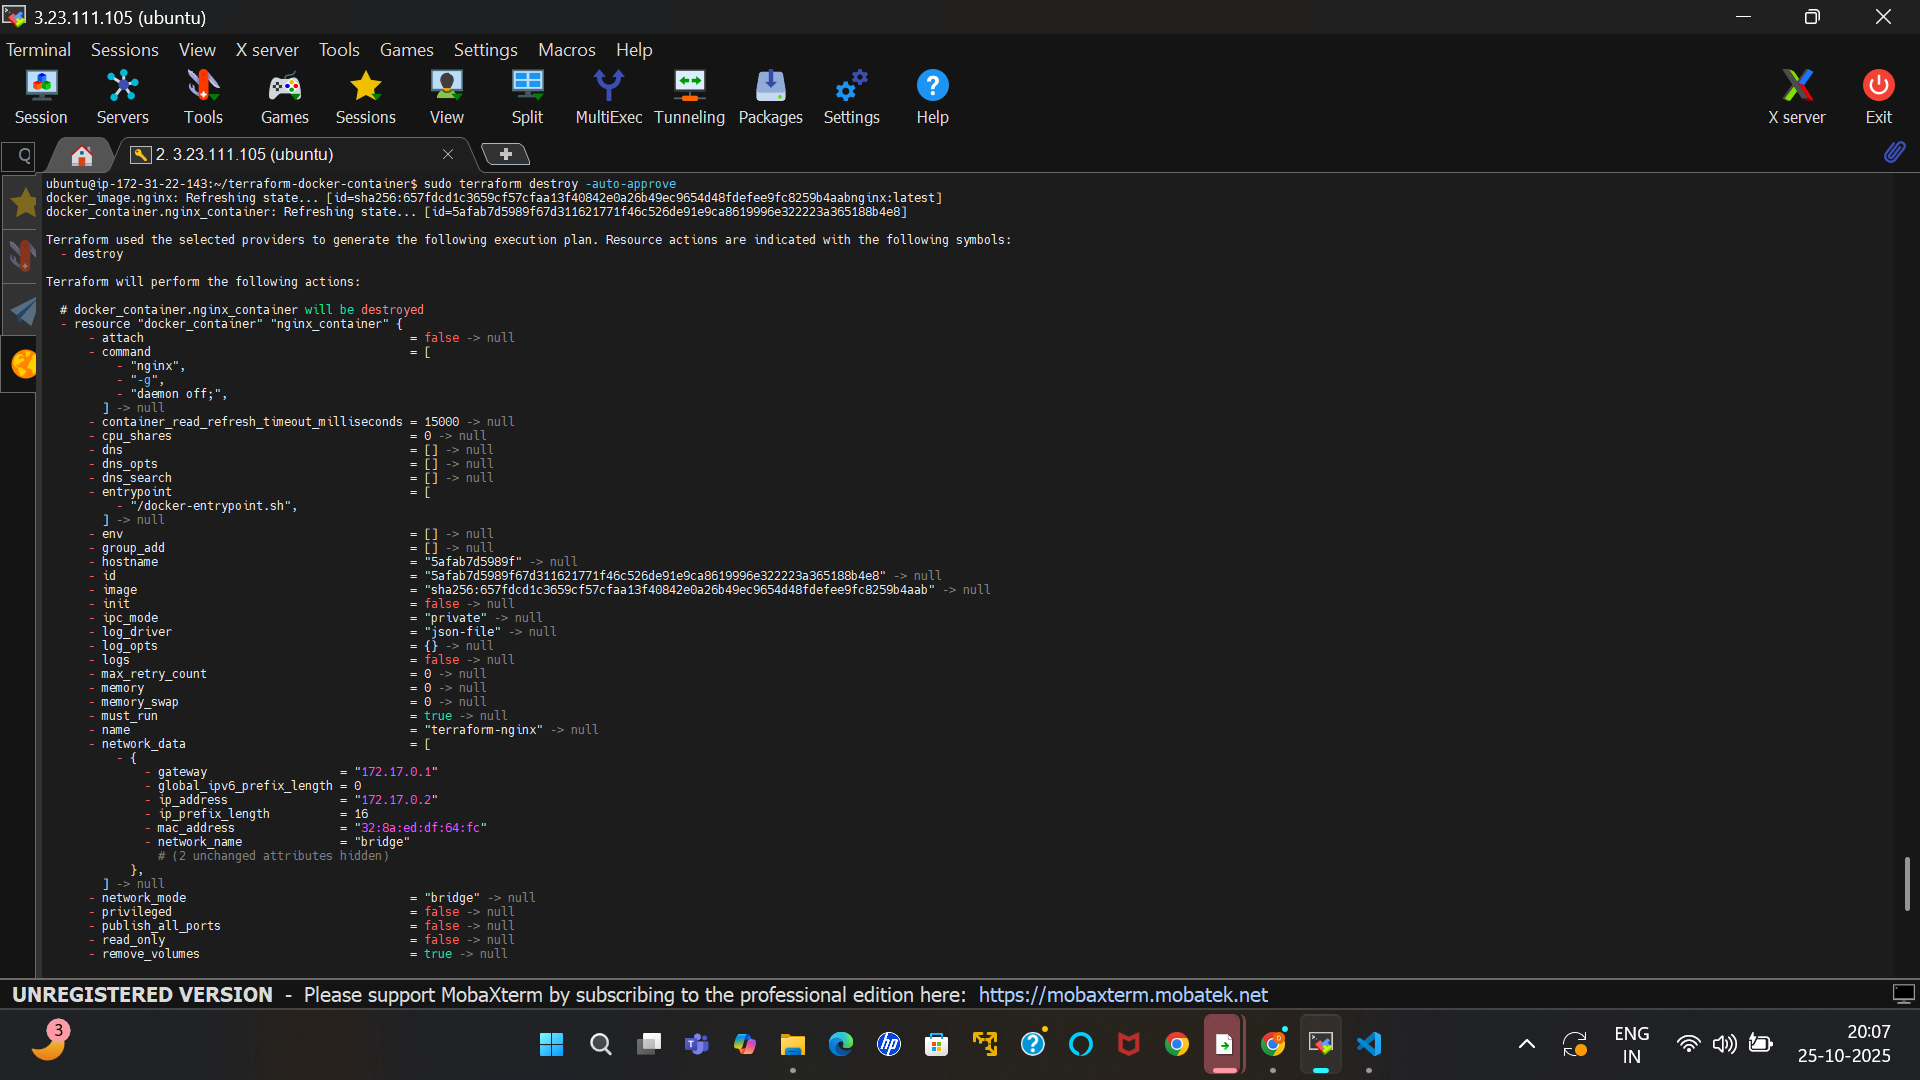 3.23.111.105 (ubuntu)
Terminal Sessions View X server Tools Games Settings Macros Help
Session Servers Tools Games Sessions View Split MultiExec Tunneling Packages Settings Help X server Exit
2. 3.23.111.105 (ubuntu)
ubuntu@ip-172-31-22-143:~/terraform-docker-container$ sudo terraform destroy -auto-approve
docker_image.nginx: Refreshing state... [id=sha256:657fdcd1c3659cf57cfaa13f40842e0a26b49ec9654d48fdefee9fc8259b4aabnginx:latest]
docker_container.nginx_container: Refreshing state... [id=5afab7d5989f67d311621771f46c526de91e9ca8619996e322223a365188b4e8]
Terraform used the selected providers to generate the following execution plan. Resource actions are indicated with the following symbols:
- destroy
Terraform will perform the following actions:
# docker_container.nginx_container will be destroyed
- resource "docker_container" "nginx_container" {
- attach = false -> null
- command = [
- "nginx",
- "-g",
- "daemon off;",
] -> null
- container_read_refresh_timeout_milliseconds = 15000 -> null
- cpu_shares = 0 -> null
- dns = [] -> null
- dns_opts = [] -> null
- dns_search = [] -> null
- entrypoint = [
- "/docker-entrypoint.sh",
] -> null
- env = [] -> null
- group_add = [] -> null
- hostname = "5afab7d5989f" -> null
- id = "5afab7d5989f67d311621771f46c526de91e9ca8619996e322223a365188b4e8" -> null
- image = "sha256:657fdcd1c3659cf57cfaa13f40842e0a26b49ec9654d48fdefee9fc8259b4aab" -> null
- init = false -> null
- ipc_mode = "private" -> null
- log_driver = "json-file" -> null
- log_opts = {} -> null
- logs = false -> null
- max_retry_count = 0 -> null
- memory = 0 -> null
- memory_swap = 0 -> null
- must_run = true -> null
- name = "terraform-nginx" -> null
- network_data = [
- {
- gateway = "172.17.0.1"
- global_ipv6_prefix_length = 0
- ip_address = "172.17.0.2"
- ip_prefix_length = 16
- mac_address = "32:8a:ed:df:64:fc"
- network_name = "bridge"
# (2 unchanged attributes hidden)
},
] -> null
- network_mode = "bridge" -> null
- privileged = false -> null
- publish_all_ports = false -> null
- read_only = false -> null
- remove_volumes = true -> null
UNREGISTERED VERSION - Please support MobaXterm by subscribing to the professional edition here: https://mobaxterm.mobatek.net
3
ENG
IN
20:07
25-10-2025